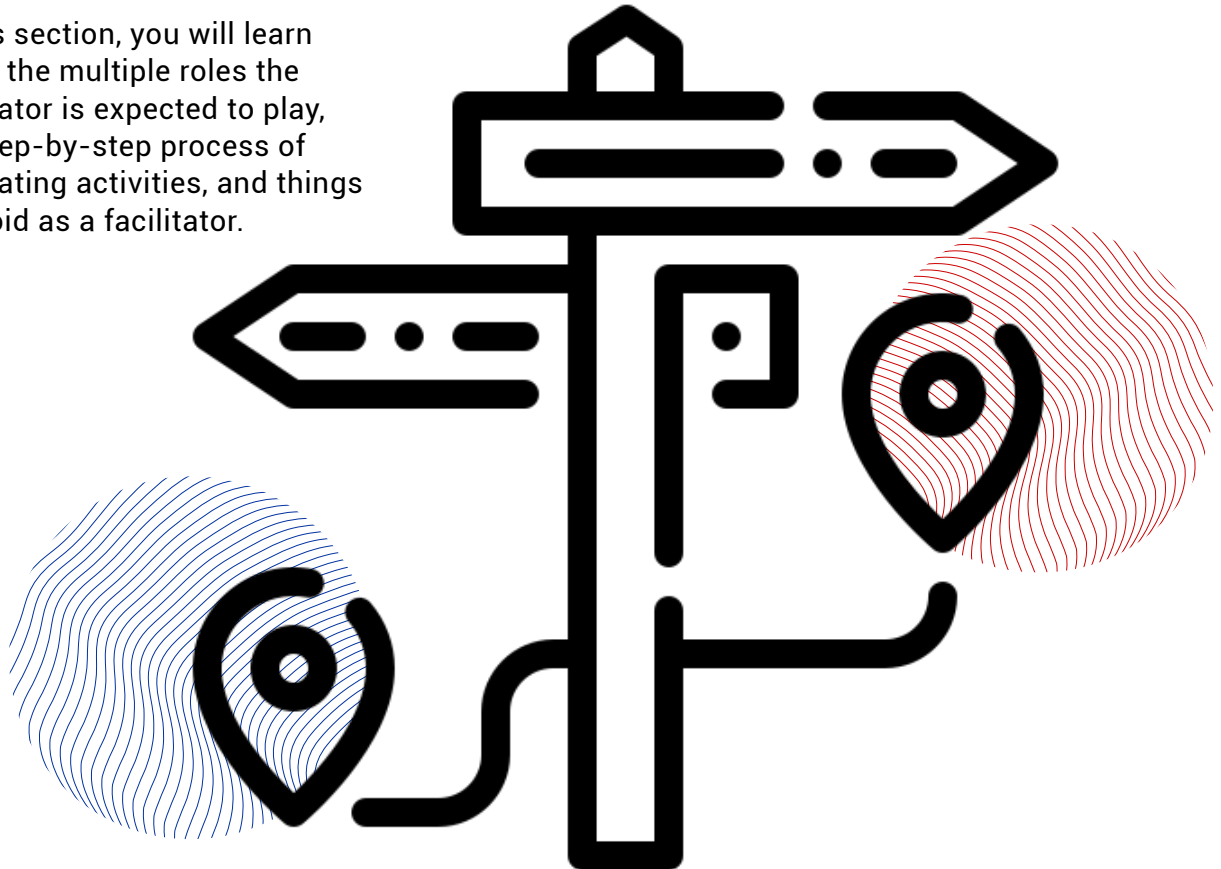 s section, you will learn
the multiple roles the
ator is expected to play,
ep-by-step process of
ating activities, and things
oid as a facilitator.